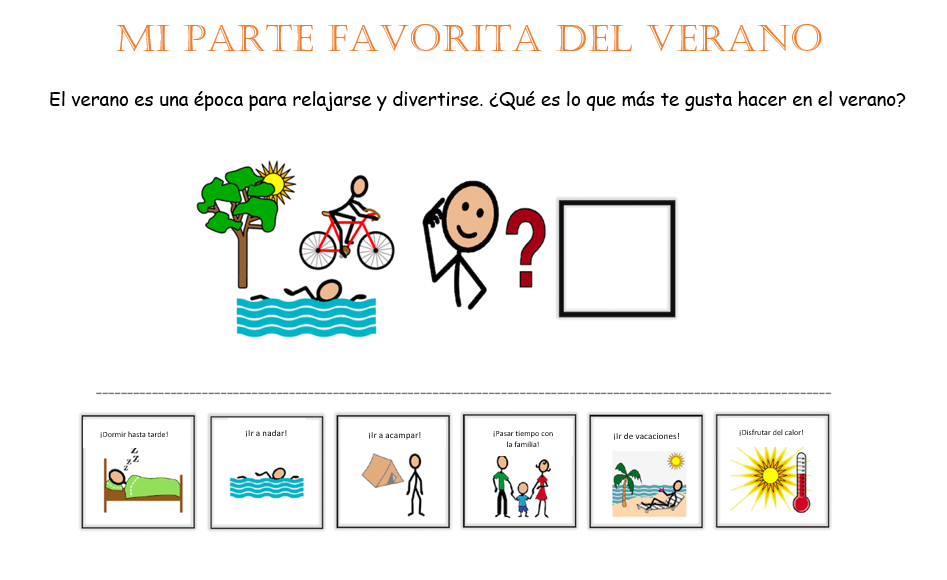 MI PARTE FAVORITA DEL VERANO
El verano es una época para relajarse y divertirse. ¿Qué es lo que más te gusta hacer en el verano?
?
¡Dormir hasta tarde!
z z z Z
¡Ir a nadar!
¡Ir a acampar!
¡Pasar tiempo con
la familia!
¡Ir de vacaciones!
¡Disfrutar del calor!